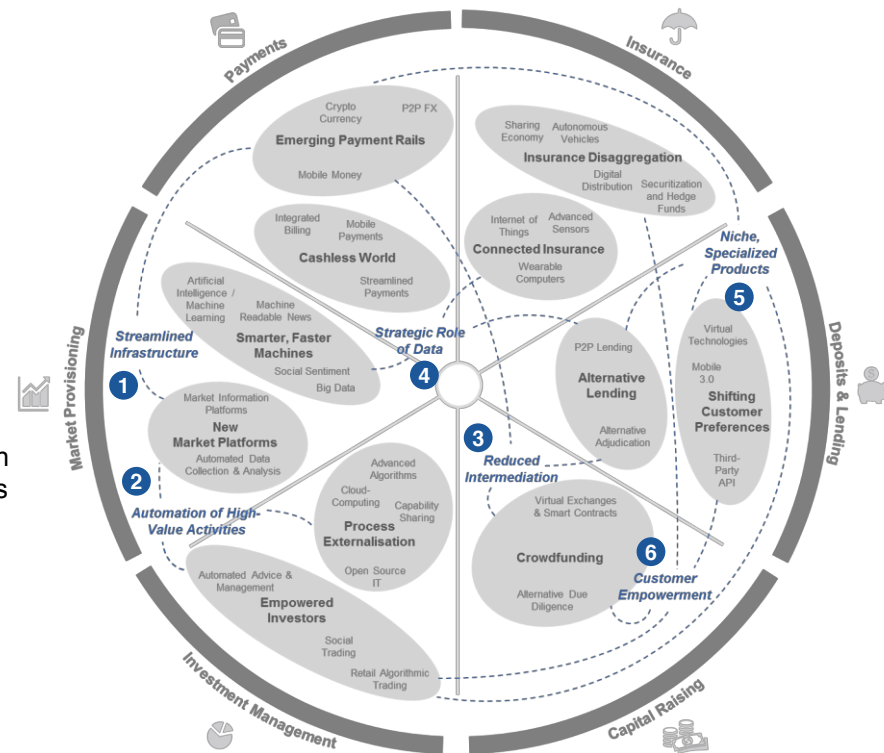 Payments
Insurance
Crypto
Currency
P2P FX
Emerging Payment Rails
Mobile Money
Sharing
Economy
Autonomous
Vehicles
Insurance Disaggregation
Digital
Distribution
Securitization
and Hedge
Funds
Integrated
Billing
Mobile
Payments
Cashless World
Streamlined
Payments
Internet of
Things
Advanced
Sensors
Connected Insurance
Wearable
Computers
Niche,
Specialized
Products
5
Market Provisioning
Artificial
Intelligence /
Machine
Learning
Machine
Readable News
Smarter, Faster
Machines
Social Sentiment
Big Data
Streamlined
Infrastructure
1
Strategic Role
of Data
4
P2P Lending
Alternative
Lending
Alternative
Adjudication
Virtual
Technologies
Mobile
3.0
Shifting
Customer
Preferences
Third-
Party
API
Deposits & Lending
Market Information
Platforms
New
Market Platforms
Automated Data
Collection & Analysis
n
s
2
Automation of High-
Value Activities
3
Reduced
Intermediation
Advanced
Algorithms
Cloud-
Computing
Capability
Sharing
Process
Externalisation
Open Source
IT
Virtual Exchanges
& Smart Contracts
Crowdfunding
Alternative Due
Diligence
6
Customer
Empowerment
Automated Advice &
Management
Empowered
Investors
Social
Trading
Retail Algorithmic
Trading
Investment Management
Capital Raising